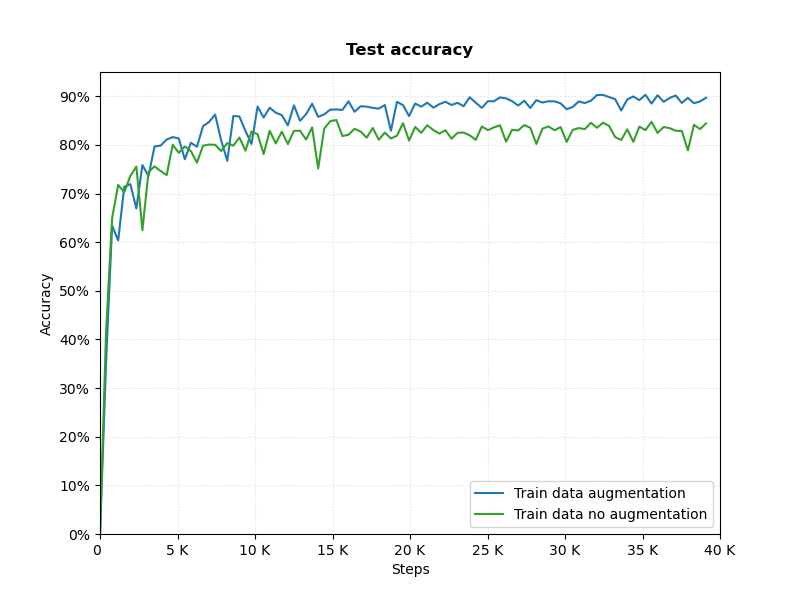 Test accuracy
Accuracy
90%
80%
70%
60%
50%
40%
30%
20%
10%
0%
0 5 K 10 K 15 K 20 K 25 K 30 K 35 K 40 K
Steps
Train data augmentation
Train data no augmentation